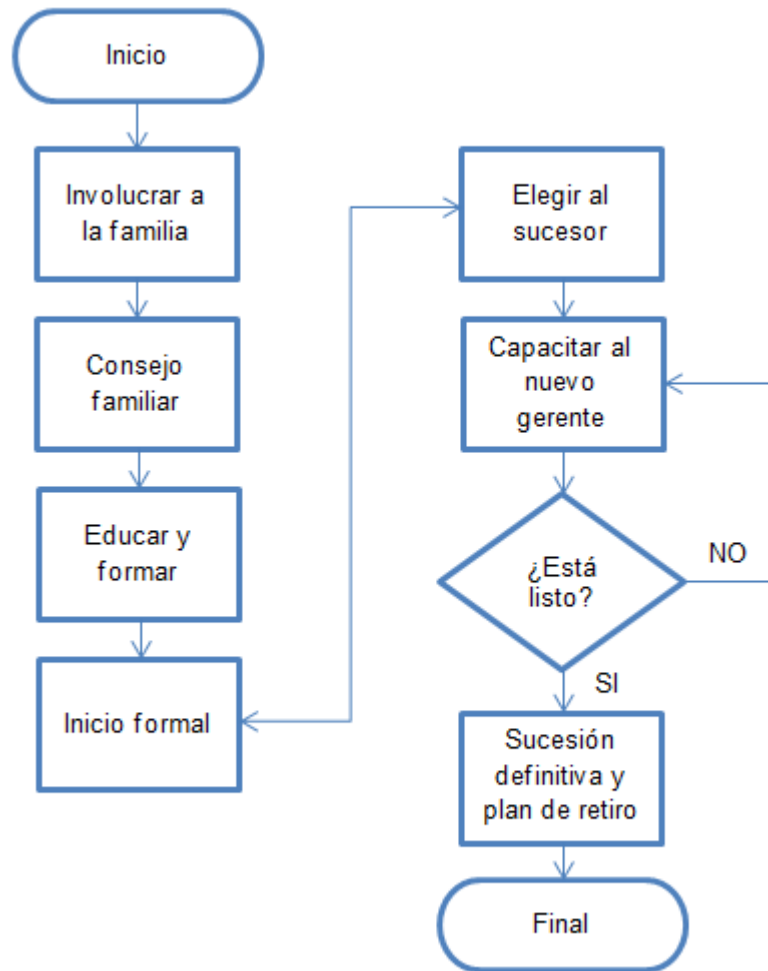 Inicio
Involucrar a
la familia
Consejo
familiar
Educar y
formar
Inicio formal
Elegir al
sucesor
Capacitar al
nuevo
gerente
¿Está
listo?
NO
SI
Sucesión
definitiva y
plan de retiro
Final